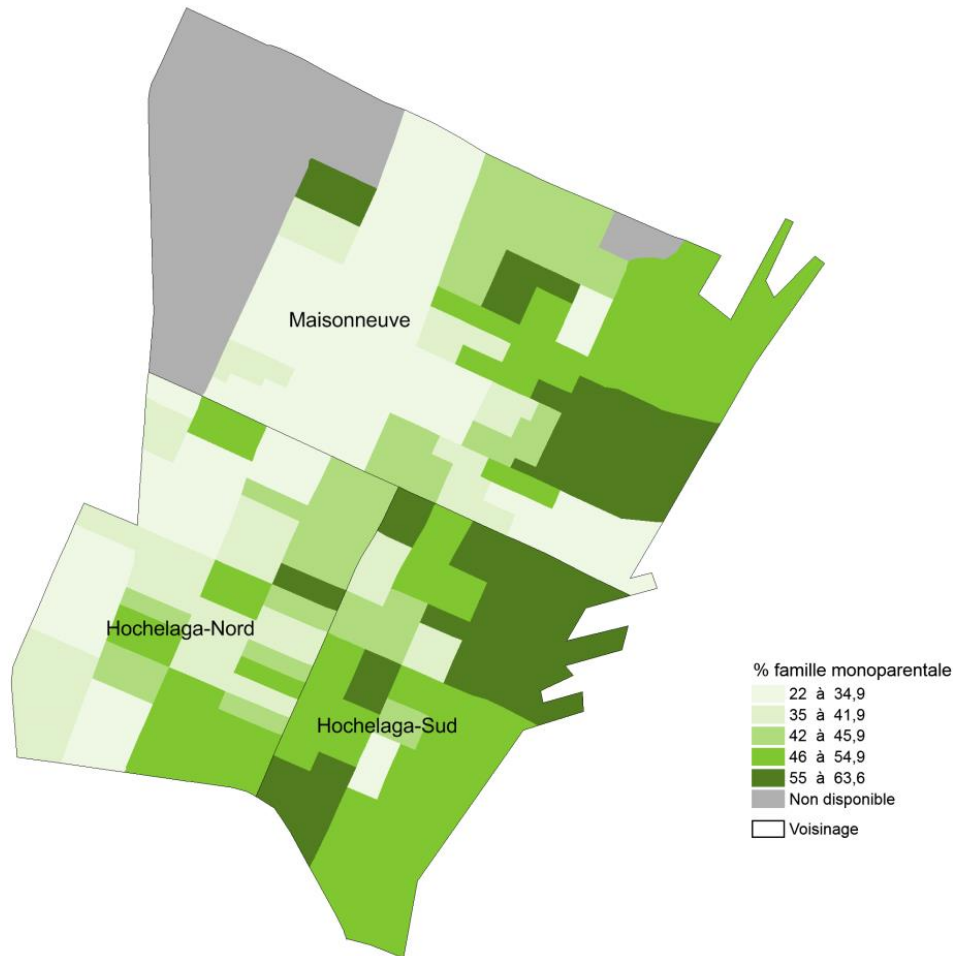 Maisonneuve
Hochelaga-Nord
Hochelaga-Sud
% famille monoparentale
22 à 34,9
35 à 41,9
42 à 45,9
46 à 54,9
55 à 63,6
Non disponible
Voisinage